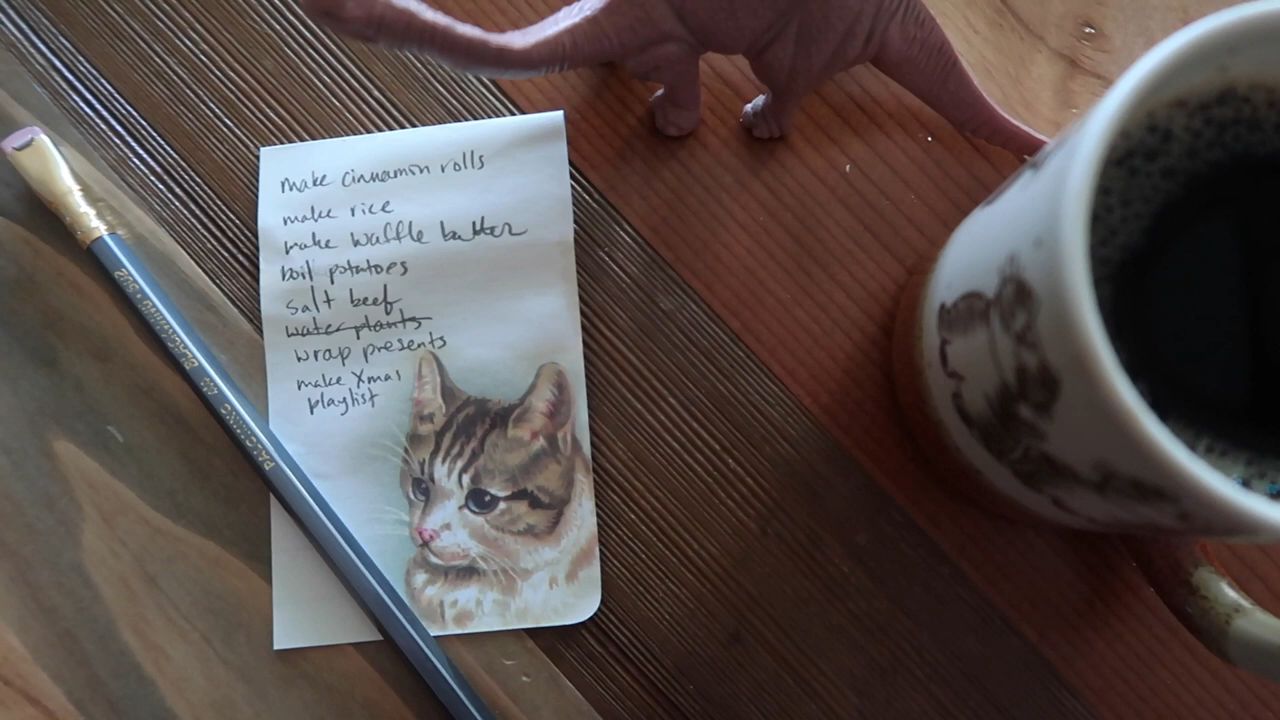 make cinnamon rolls
make rice
make waffle batter
boil potatoes
salt beef
water plants
wrap presents
make Xmas
playlist
PALOMINO BLACKWING 602